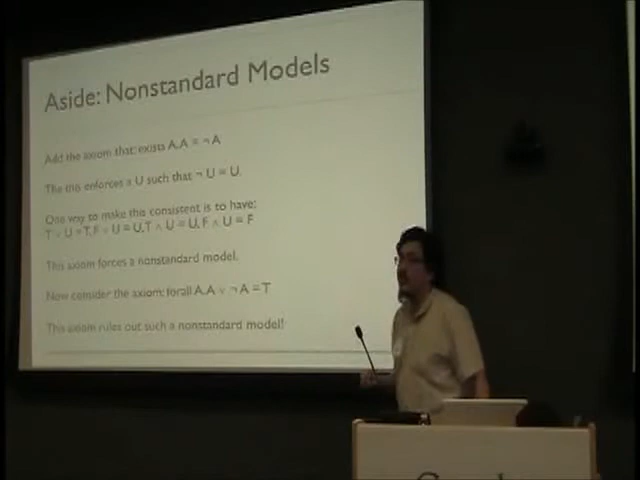 Aside: Nonstandard Models
Add the axiom that: exists A.A = ¬ A
The this enforces a U such that ¬ U = U.
One way to make this consistent is to have:
T ∨ U = T, F ∨ U = U, T ∧ U = U, F ∧ U = F
This axiom forces a nonstandard model.
Now consider the axiom: forall A.A ∨ ¬ A = T
This axiom rules out such a nonstandard model!